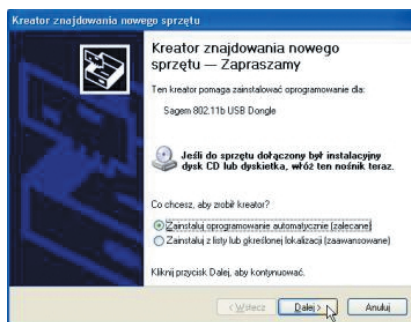 Kreator znajdowania nowego sprzętu
Kreator znajdowania nowego
sprzętu — Zapraszamy
Ten kreator pomaga zainstalować oprogramowanie dla:
Sagem 802.11b USB Dongle
Jeśli do sprzętu dołączony był instalacyjny
dysk CD lub dyskietka, włóż ten nośnik teraz.
Co chcesz, aby zrobił kreator?
Zainstaluj oprogramowanie automatycznie (zalecane)
Zainstaluj z listy lub określonej lokalizacji (zaawansowane)
Kliknij przycisk Dalej, aby kontynuować.
< Wstecz
Dalej >
Anuluj